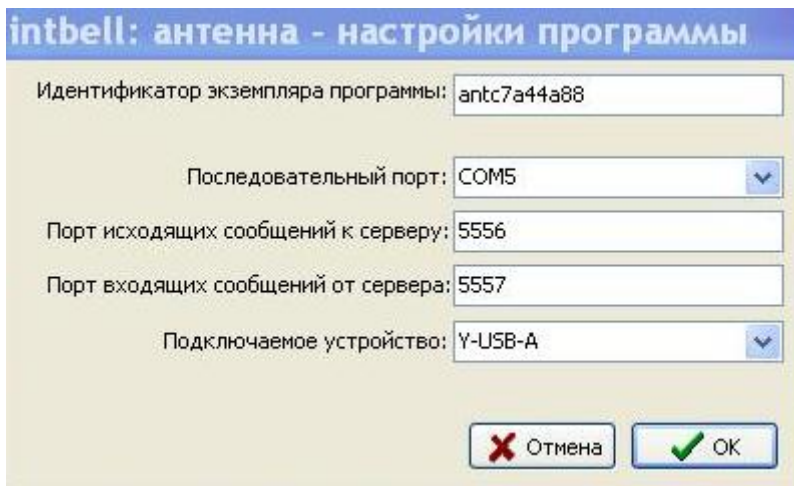 intbell: антенна - настройки программы
Идентификатор экземпляра программы: antc7a44a88
Последовательный порт: COM5
Порт исходящих сообщений к серверу: 5556
Порт входящих сообщений от сервера: 5557
Подключаемое устройство: Y-USB-A
Отмена OK